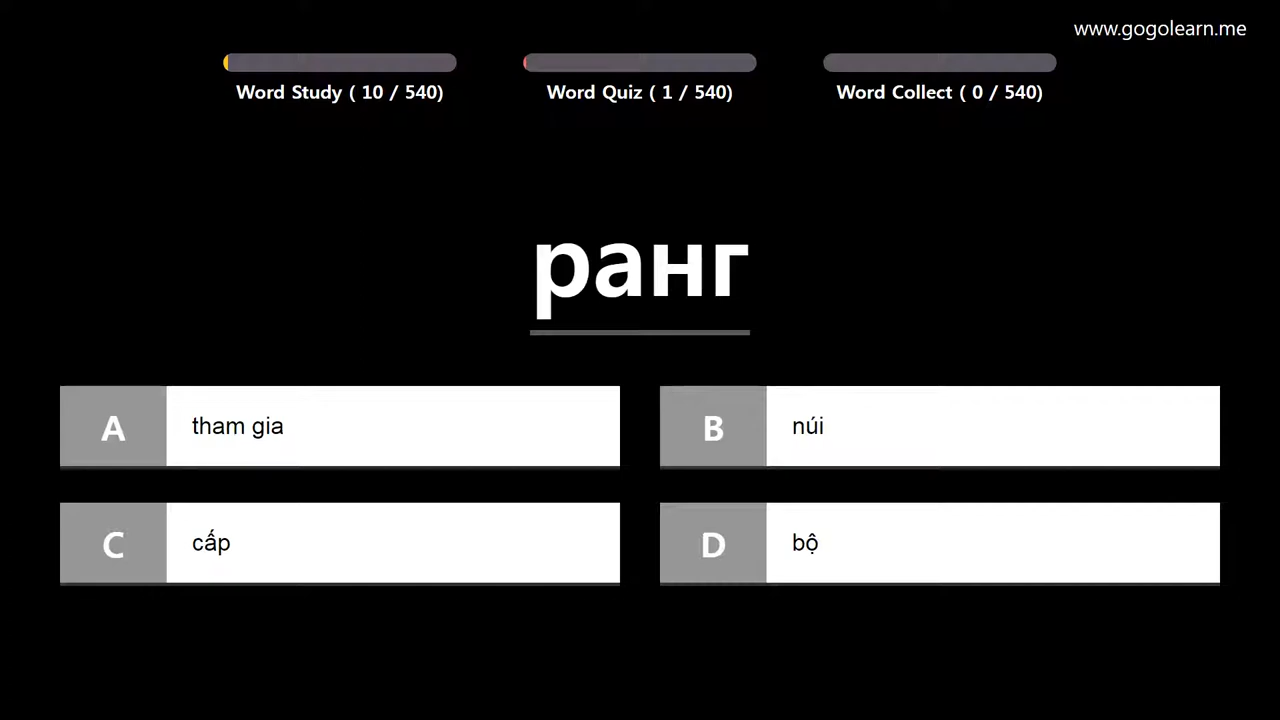 www.gogolearn.me
Word Study ( 10 / 540)
Word Quiz ( 1 / 540)
Word Collect ( 0 / 540)
ранг
A
tham gia
B
núi
C
cấp
D
bộ